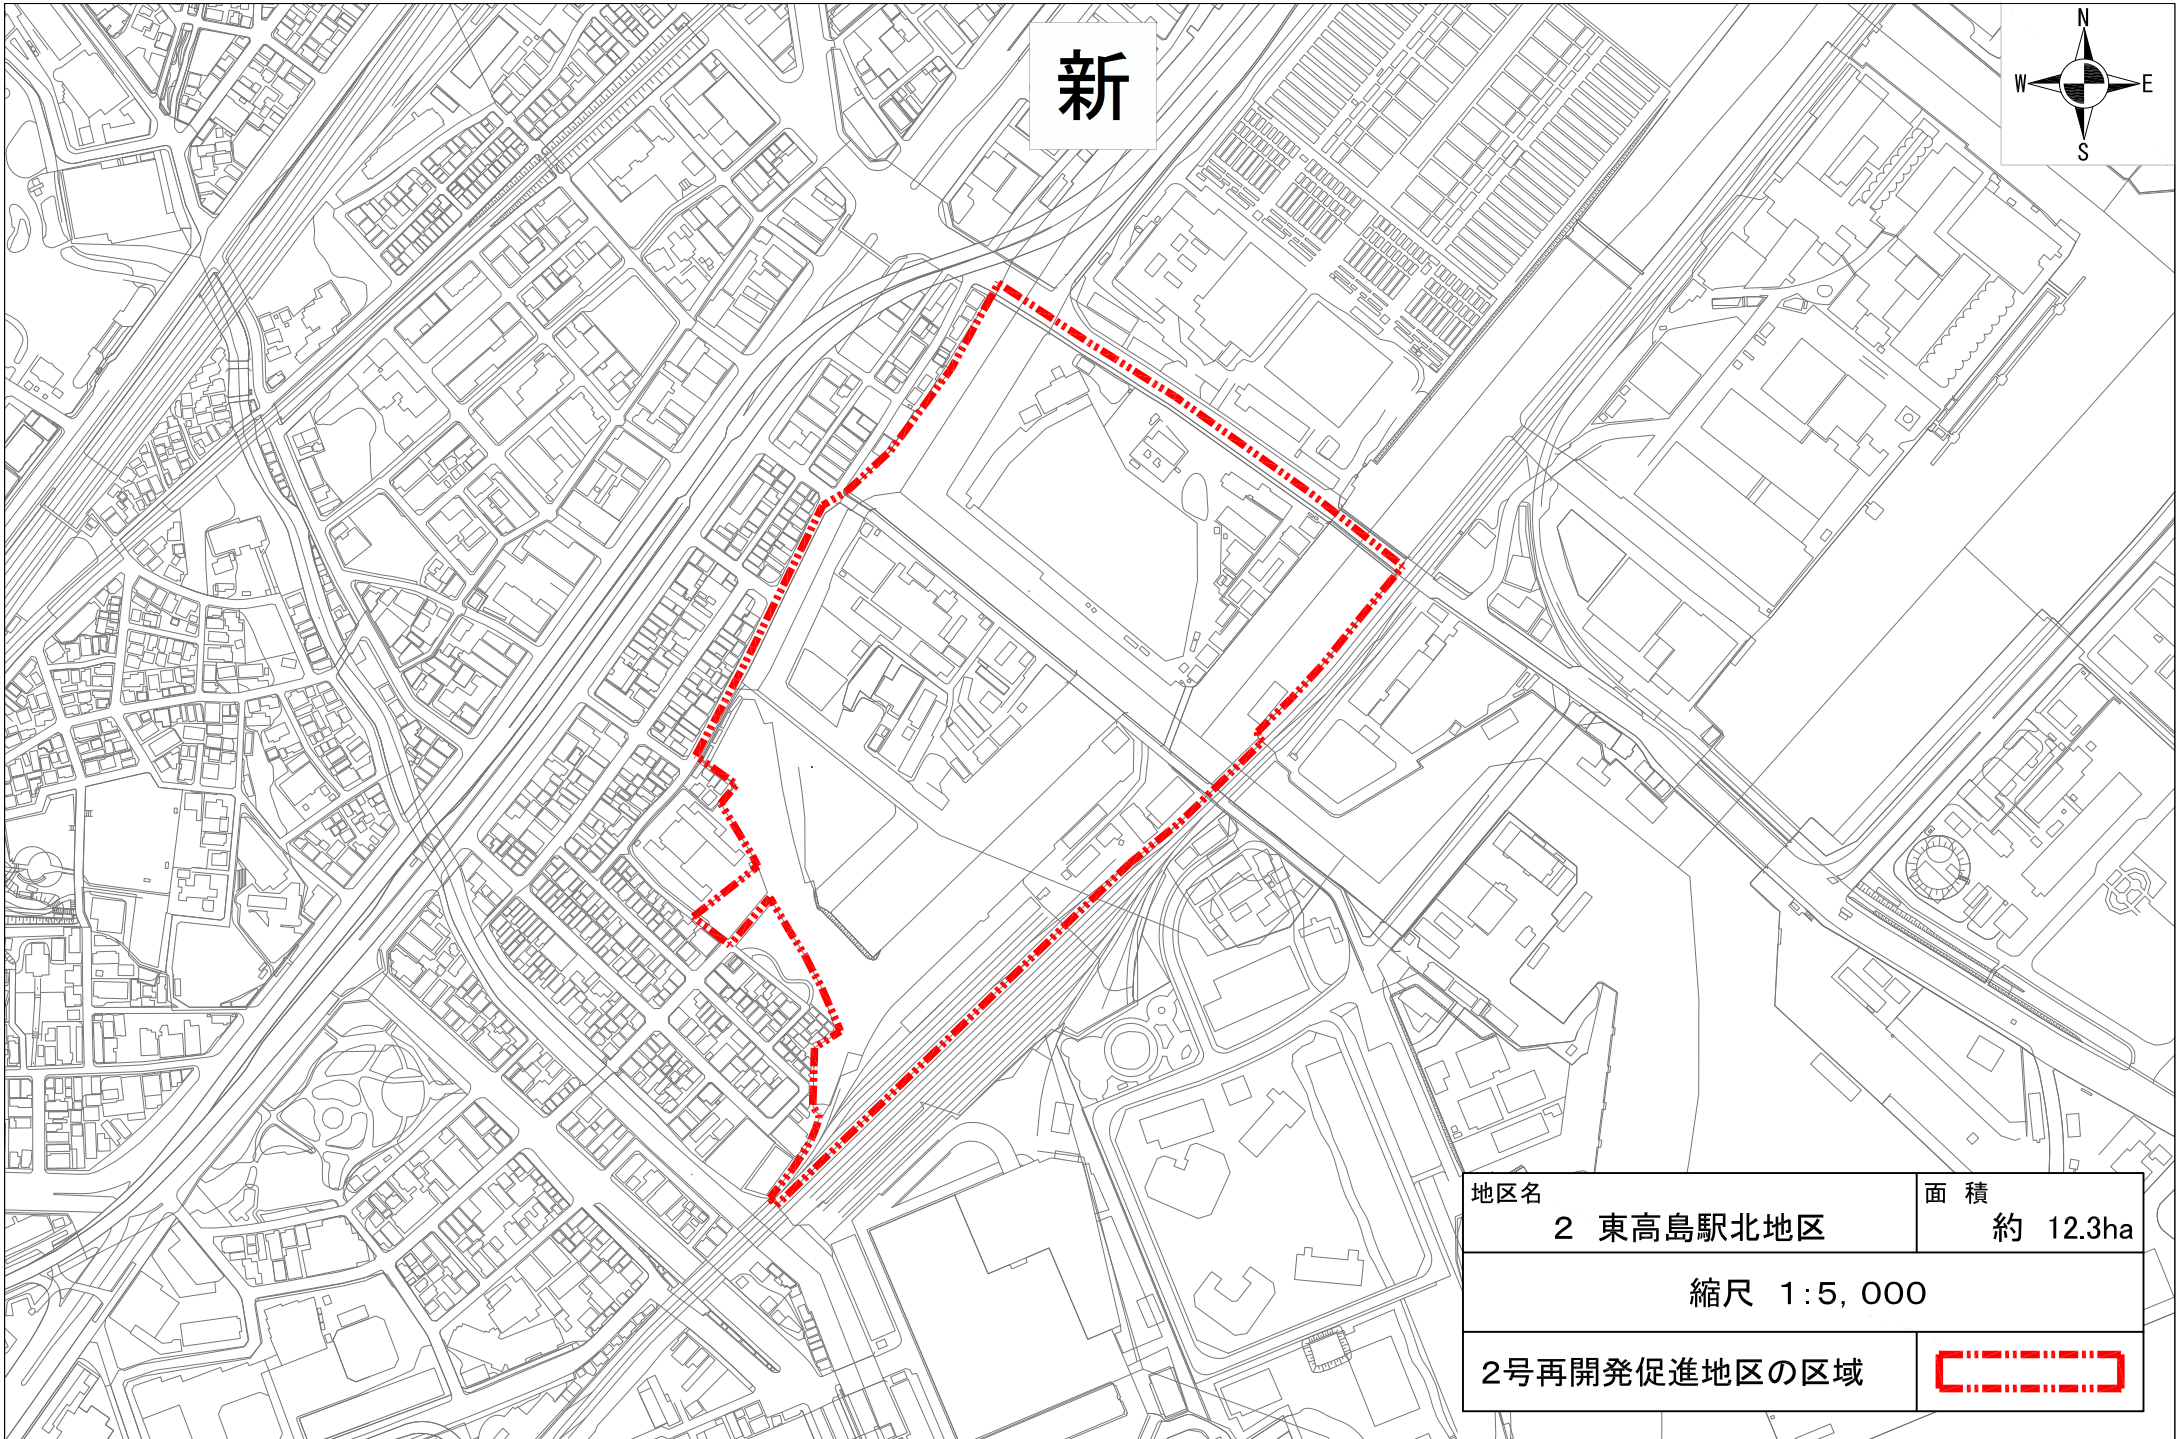 新
N
W E
S
地区名
2 東高島駅北地区
面 積
約 12.3ha
縮尺 1:5,000
2号再開発促進地区の区域